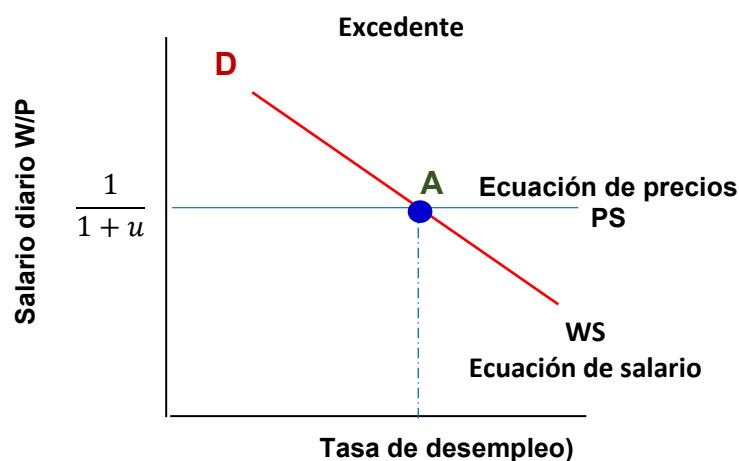 Excedente
D
Salario diario W/P
A
Ecuación de precios
PS
1
1 + u
WS
Ecuación de salario
Tasa de desempleo)